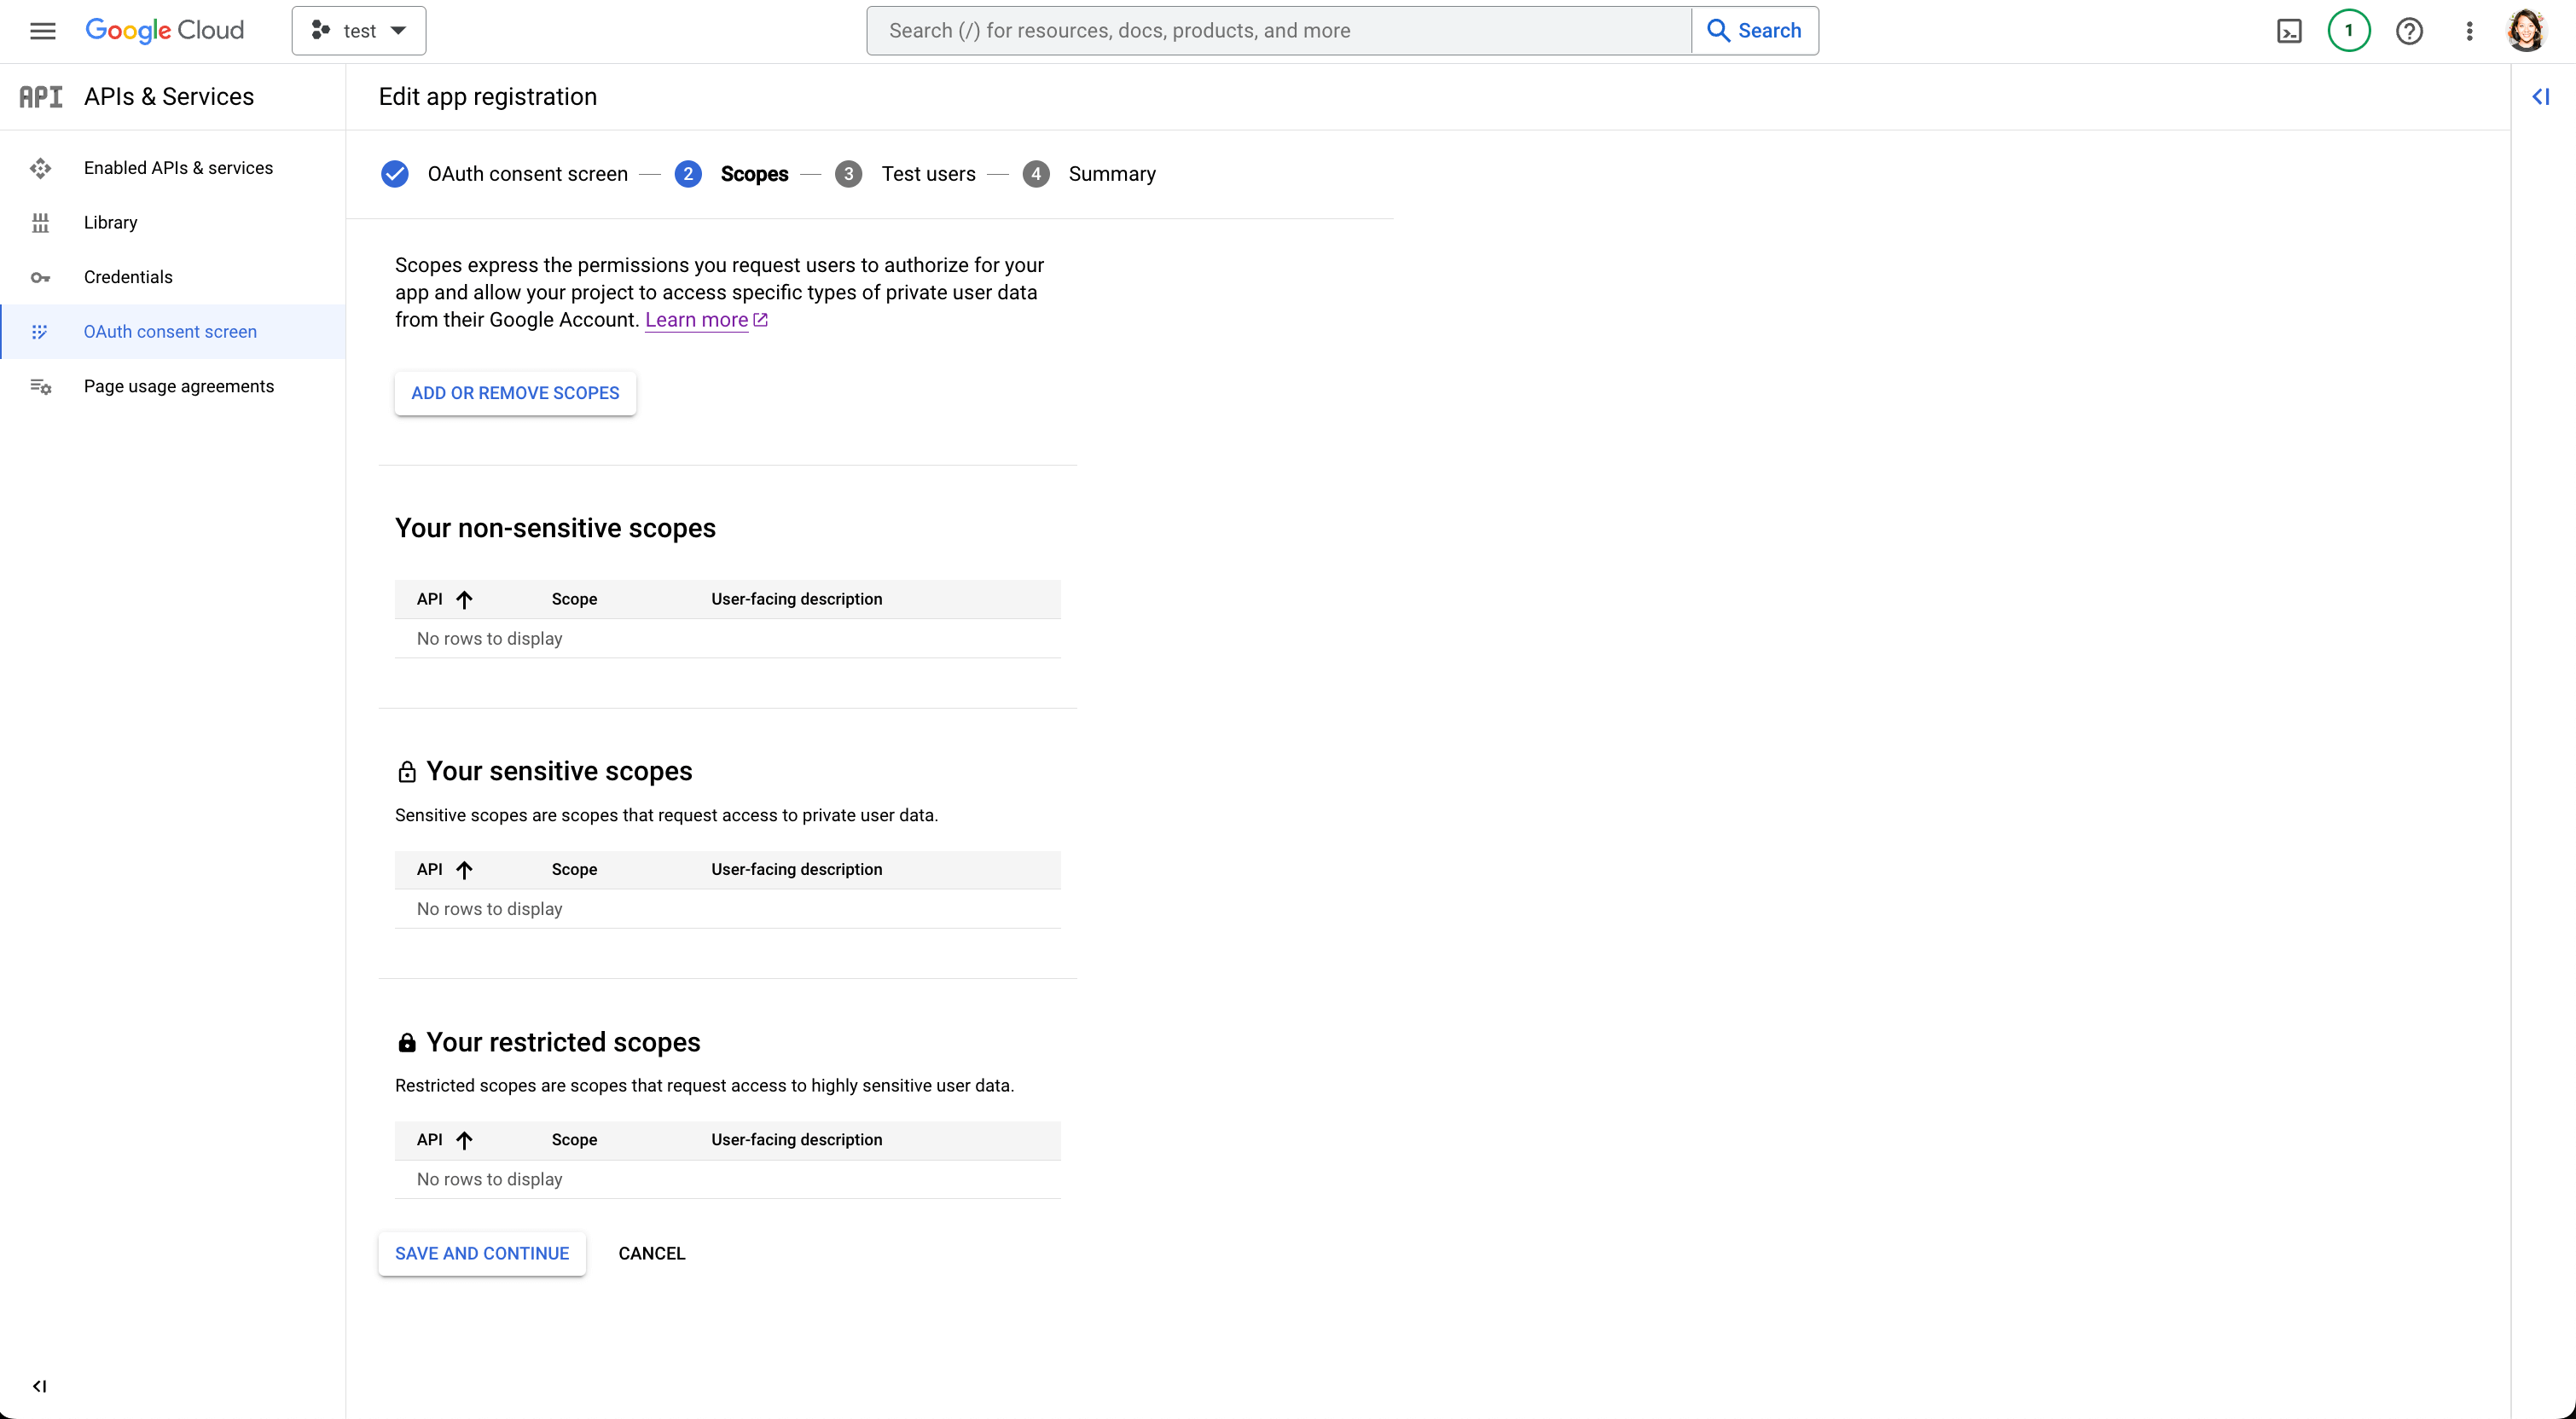 Google Cloud
test
Search (/) for resources, docs, products, and more
Search
1
API
APIs & Services
Edit app registration
Enabled APIs & services
Library
Credentials
OAuth consent screen
Page usage agreements
OAuth consent screen
2 Scopes
3 Test users
4 Summary
Scopes express the permissions you request users to authorize for your
app and allow your project to access specific types of private user data
from their Google Account. Learn more
ADD OR REMOVE SCOPES
Your non-sensitive scopes
API Scope User-facing description
No rows to display
Your sensitive scopes
Sensitive scopes are scopes that request access to private user data.
API Scope User-facing description
No rows to display
Your restricted scopes
Restricted scopes are scopes that request access to highly sensitive user data.
API Scope User-facing description
No rows to display
SAVE AND CONTINUE
CANCEL